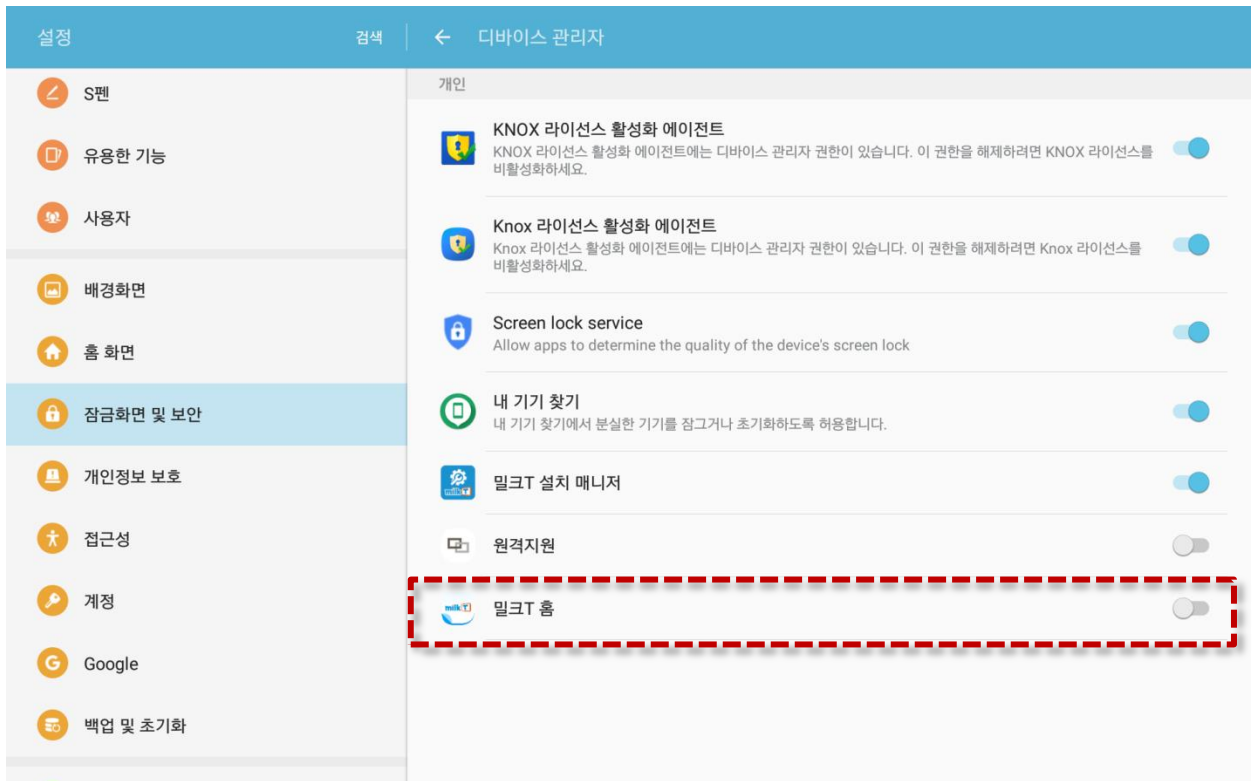 설정
검색
디바이스 관리자
S펜
유용한 기능
사용자
배경화면
홈 화면
잠금화면 및 보안
개인정보 보호
접근성
계정
Google
백업 및 초기화
개인
KNOX 라이선스 활성화 에이전트
KNOX 라이선스 활성화 에이전트에는 디바이스 관리자 권한이 있습니다. 이 권한을 해제하려면 KNOX 라이선스를
비활성화하세요.
Knox 라이선스 활성화 에이전트
Knox 라이선스 활성화 에이전트에는 디바이스 관리자 권한이 있습니다. 이 권한을 해제하려면 Knox 라이선스를
비활성화하세요.
Screen lock service
Allow apps to determine the quality of the device's screen lock
내 기기 찾기
내 기기 찾기에서 분실한 기기를 잠그거나 초기화하도록 허용합니다.
milk T
밀크T 설치 매니저
원격지원
milk T
밀크T 홈